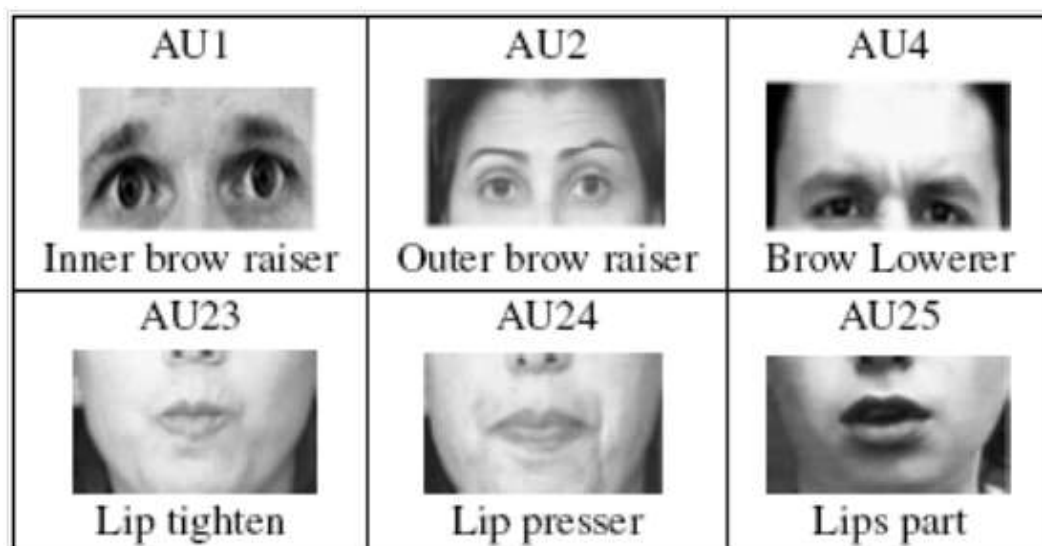 AU1
AU2
AU4
Inner brow raiser
Outer brow raiser
Brow Lowerer
AU23
AU24
AU25
Lip tighten
Lip presser
Lips part